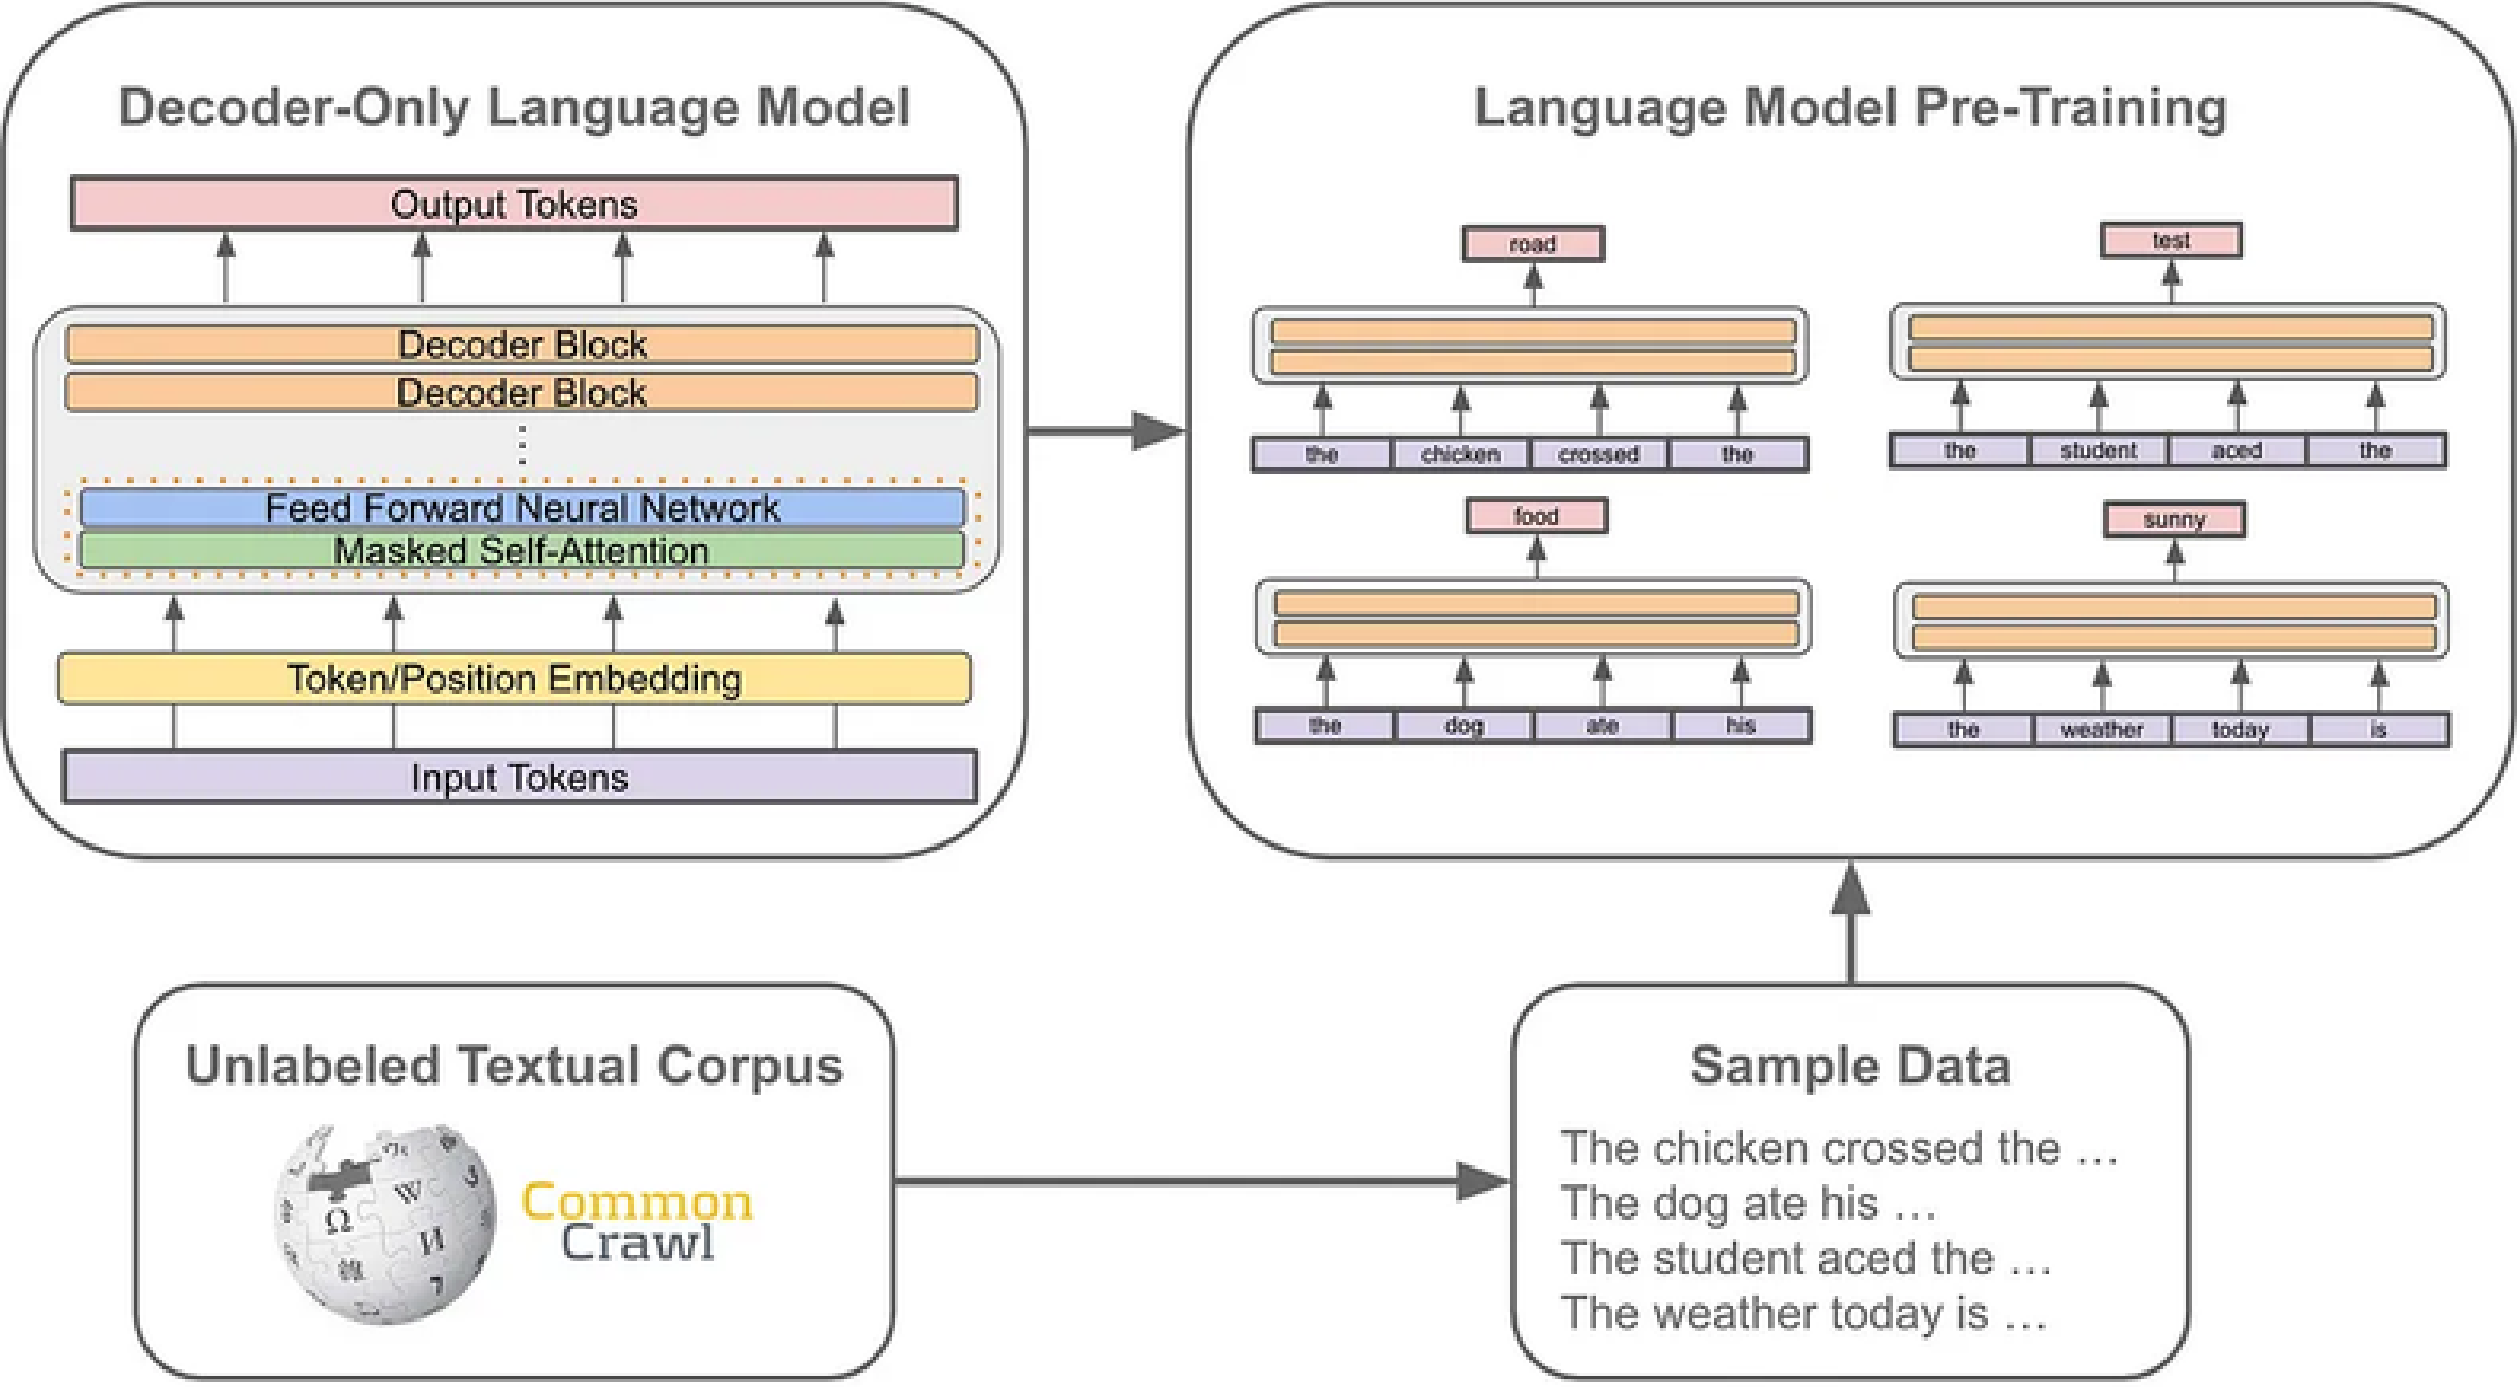 Decoder-Only Language Model
Output Tokens
Decoder Block
Decoder Block
Feed Forward Neural Network
Masked Self-Attention
Token/Position Embedding
Input Tokens
Language Model Pre-Training
road
the chicken crossed the
test
the student aced the
food
the dog ate his
sunny
the weather today is
Unlabeled Textual Corpus
Ω W И
Common
Crawl
Sample Data
The chicken crossed the ...
The dog ate his ...
The student aced the ...
The weather today is ...